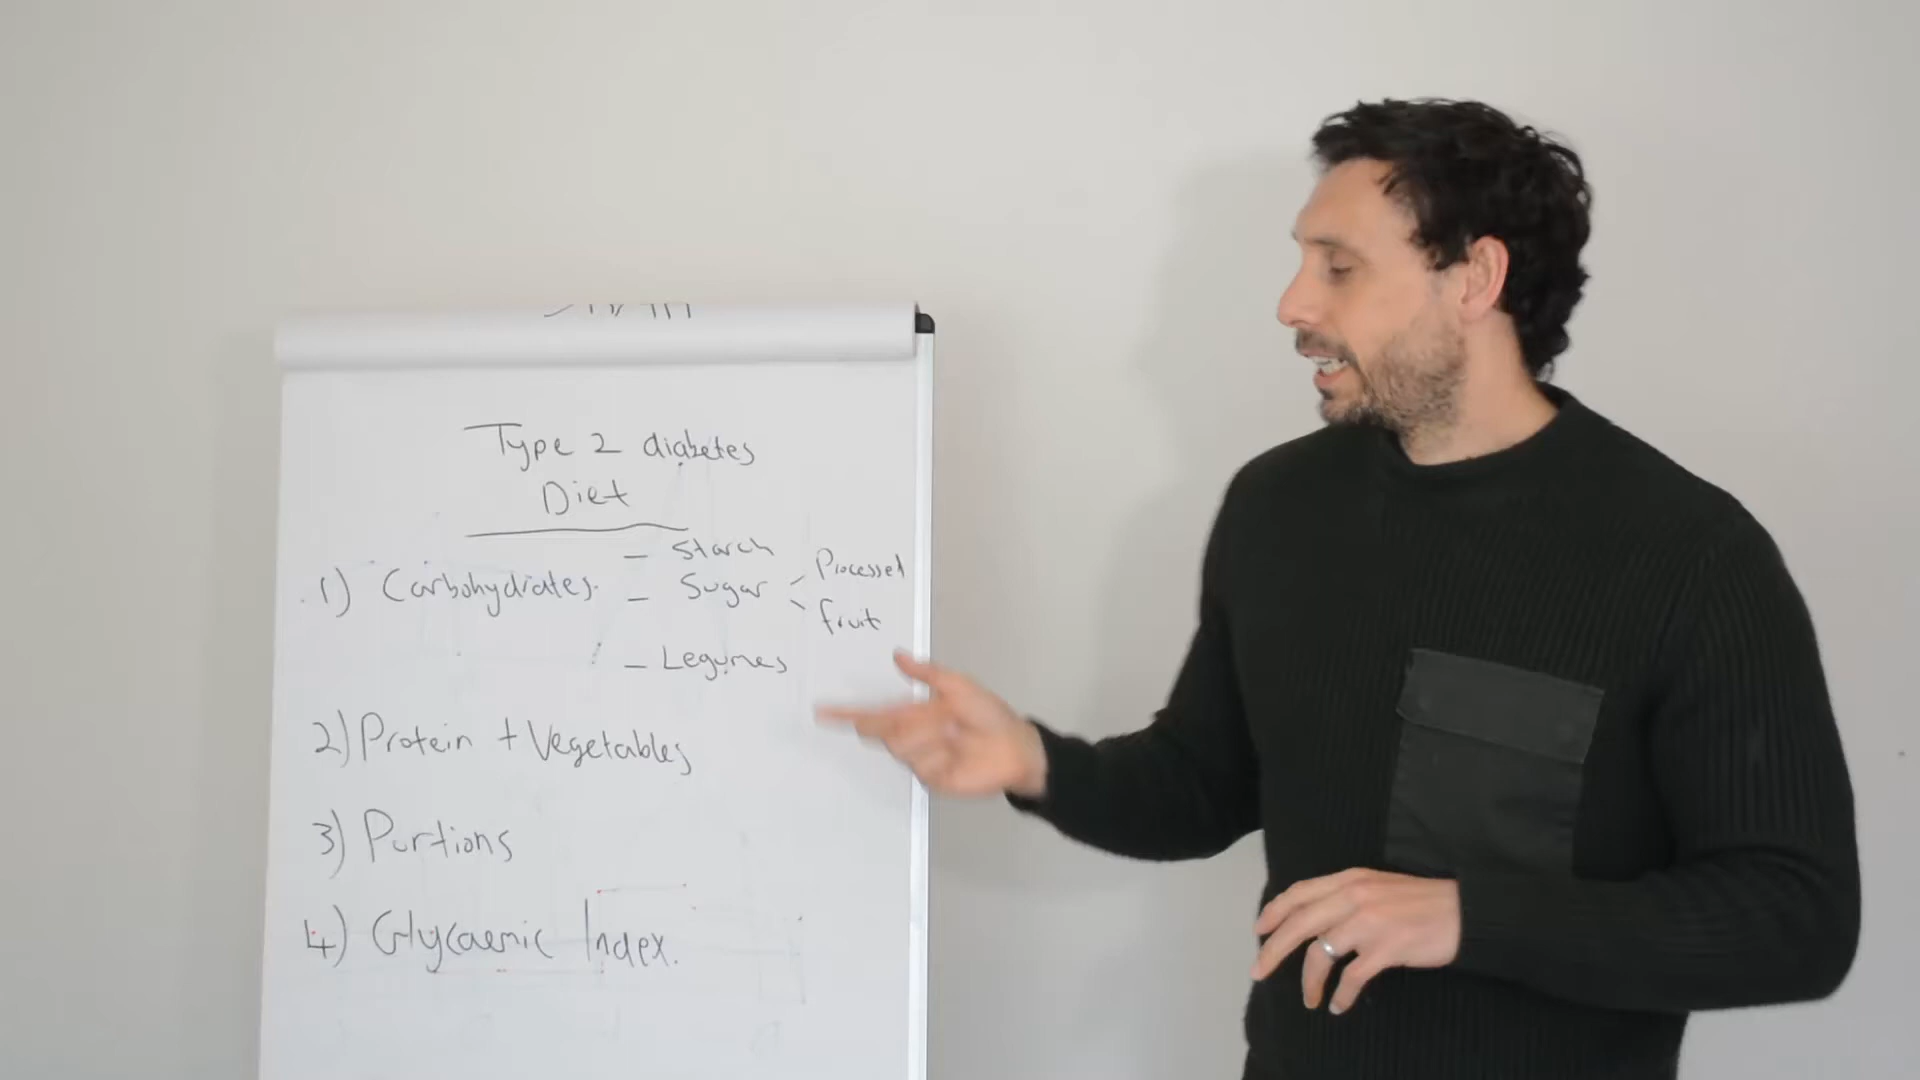 Type 2 diabetes
Diet
1) Carbohydrates.
- Starch
- Sugar
Processed
fruit
- Legumes
2) Protein + Vegetables
3) Portions
4) Glycaemic Index.